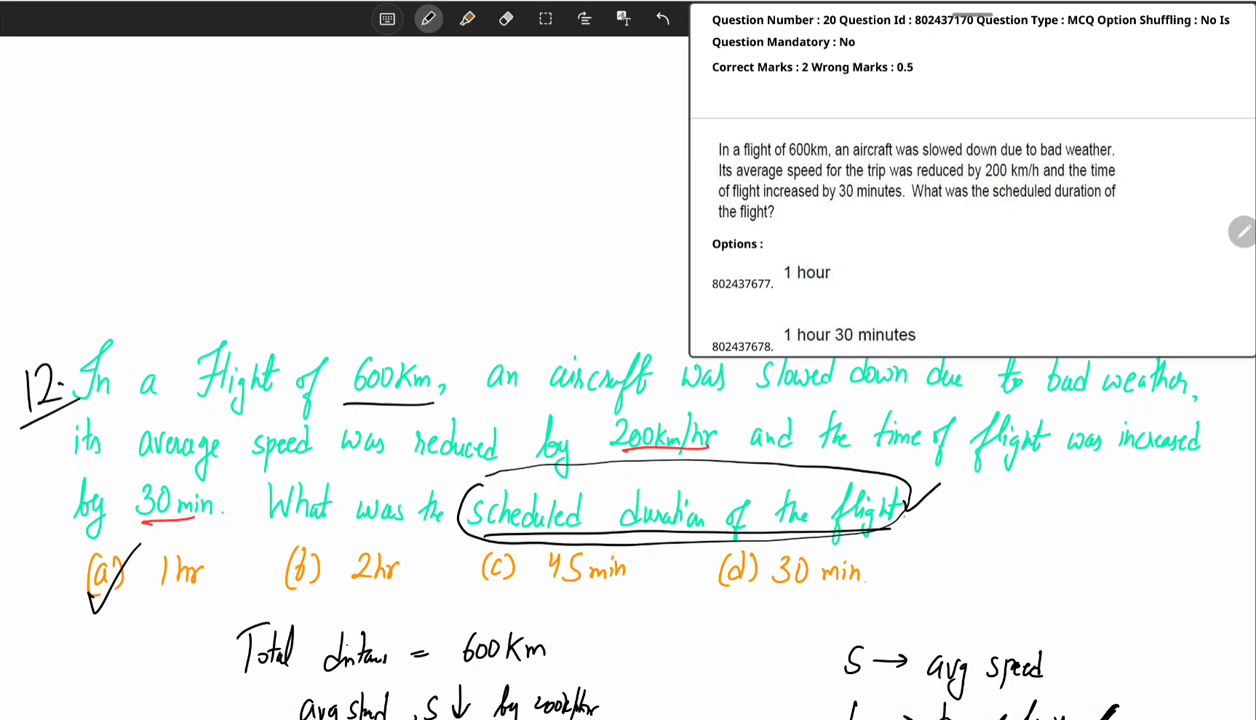 Question Number : 20 Question Id : 802437170 Question Type : MCQ Option Shuffling : No Is
Question Mandatory : No
Correct Marks : 2 Wrong Marks : 0.5
In a flight of 600km, an aircraft was slowed down due to bad weather.
Its average speed for the trip was reduced by 200 km/h and the time
of flight increased by 30 minutes. What was the scheduled duration of
the flight?
Options :
1 hour
802437677.
1 hour 30 minutes
802437678.
12. In a Flight of 600Km, an aircraft was slowed down due to bad weather,
its average speed was reduced by 200km/hr and the time of flight was increased
by 30 min. What was the scheduled duration of the flight
(a) 1hr (b) 2hr (c) 45min (d) 30 min.
Total = 600Km
S → avg speed
S ↓ by 200k/hr